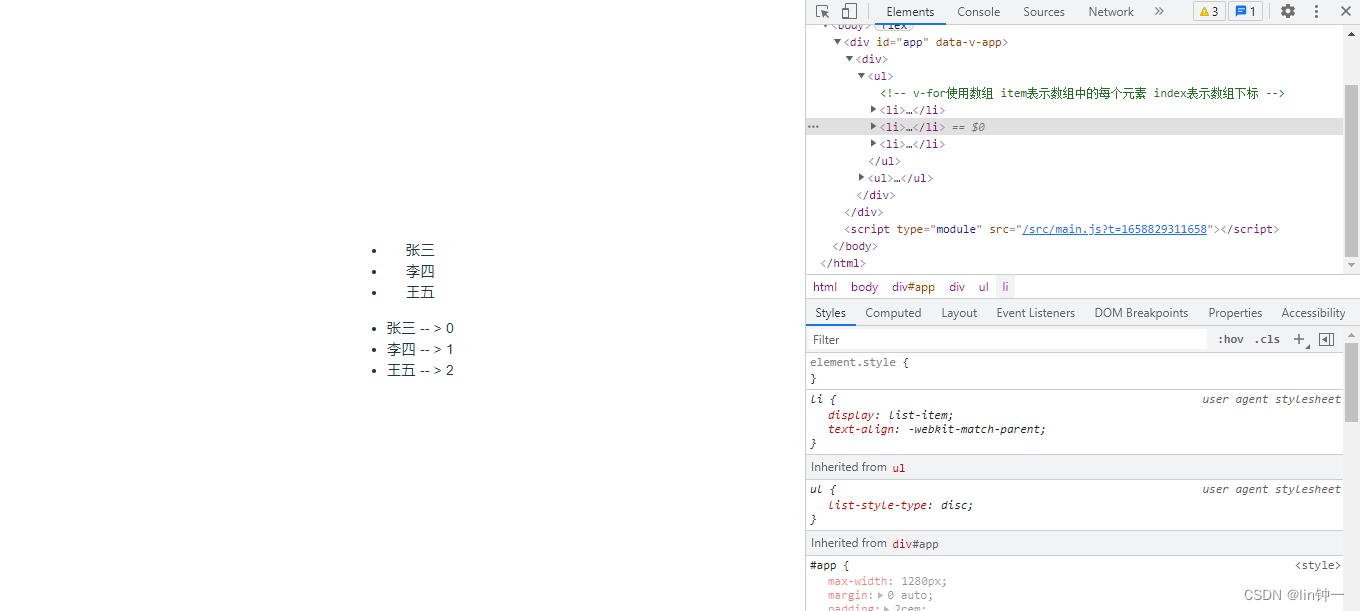 张三
李四
王五
张三 -- > 0
李四 -- > 1
王五 -- > 2
Elements Console Sources Network » 3 1
<body> flex
<div id="app" data-v-app>
<div>
<ul>
<!-- v-for使用数组 item表示数组中的每个元素 index表示数组下标 -->
<li>…</li>
<li>…</li> == $0
<li>…</li>
</ul>
<ul>…</ul>
</div>
</div>
<script type="module" src="/src/main.js?t=1658829311658"></script>
</body>
</html>
html body div#app div ul li
Styles Computed Layout Event Listeners DOM Breakpoints Properties Accessibility
Filter :hov .cls +
element.style {
}
li { user agent stylesheet
display: list-item;
text-align: -webkit-match-parent;
}
Inherited from ul
ul { user agent stylesheet
list-style-type: disc;
}
Inherited from div#app
#app { <style>
max-width: 1280px;
margin: 0 auto;
padding: 2rem;
CSDN @lin钟一